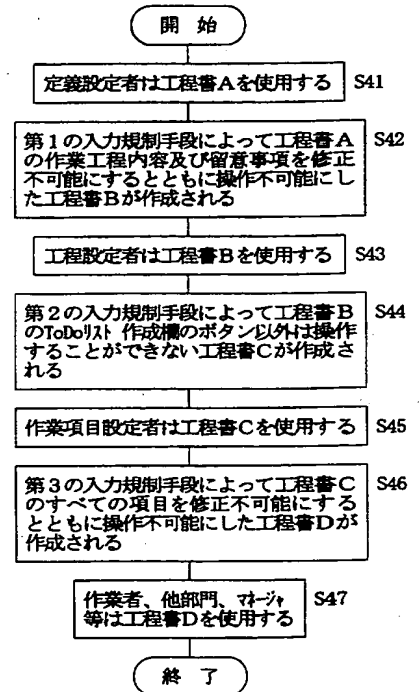 開 始
定義設定者は工程書Aを使用する S41
第1の入力規制手段によって工程書A S42
の作業工程内容及び留意事項を修正
不可能にするとともに操作不可能にし
た工程書Bが作成される
工程設定者は工程書Bを使用する S43
第2の入力規制手段によって工程書B S44
のToDoリスト 作成欄のボタン以外は操作
することができない工程書Cが作成さ
れる
作業項目設定者は工程書Cを使用する S45
第3の入力規制手段によって工程書C S46
のすべての項目を修正不可能にする
とともに操作不可能にした工程書Dが
作成される
作業者、他部門、マネージャ S47
等は工程書Dを使用する
終 了